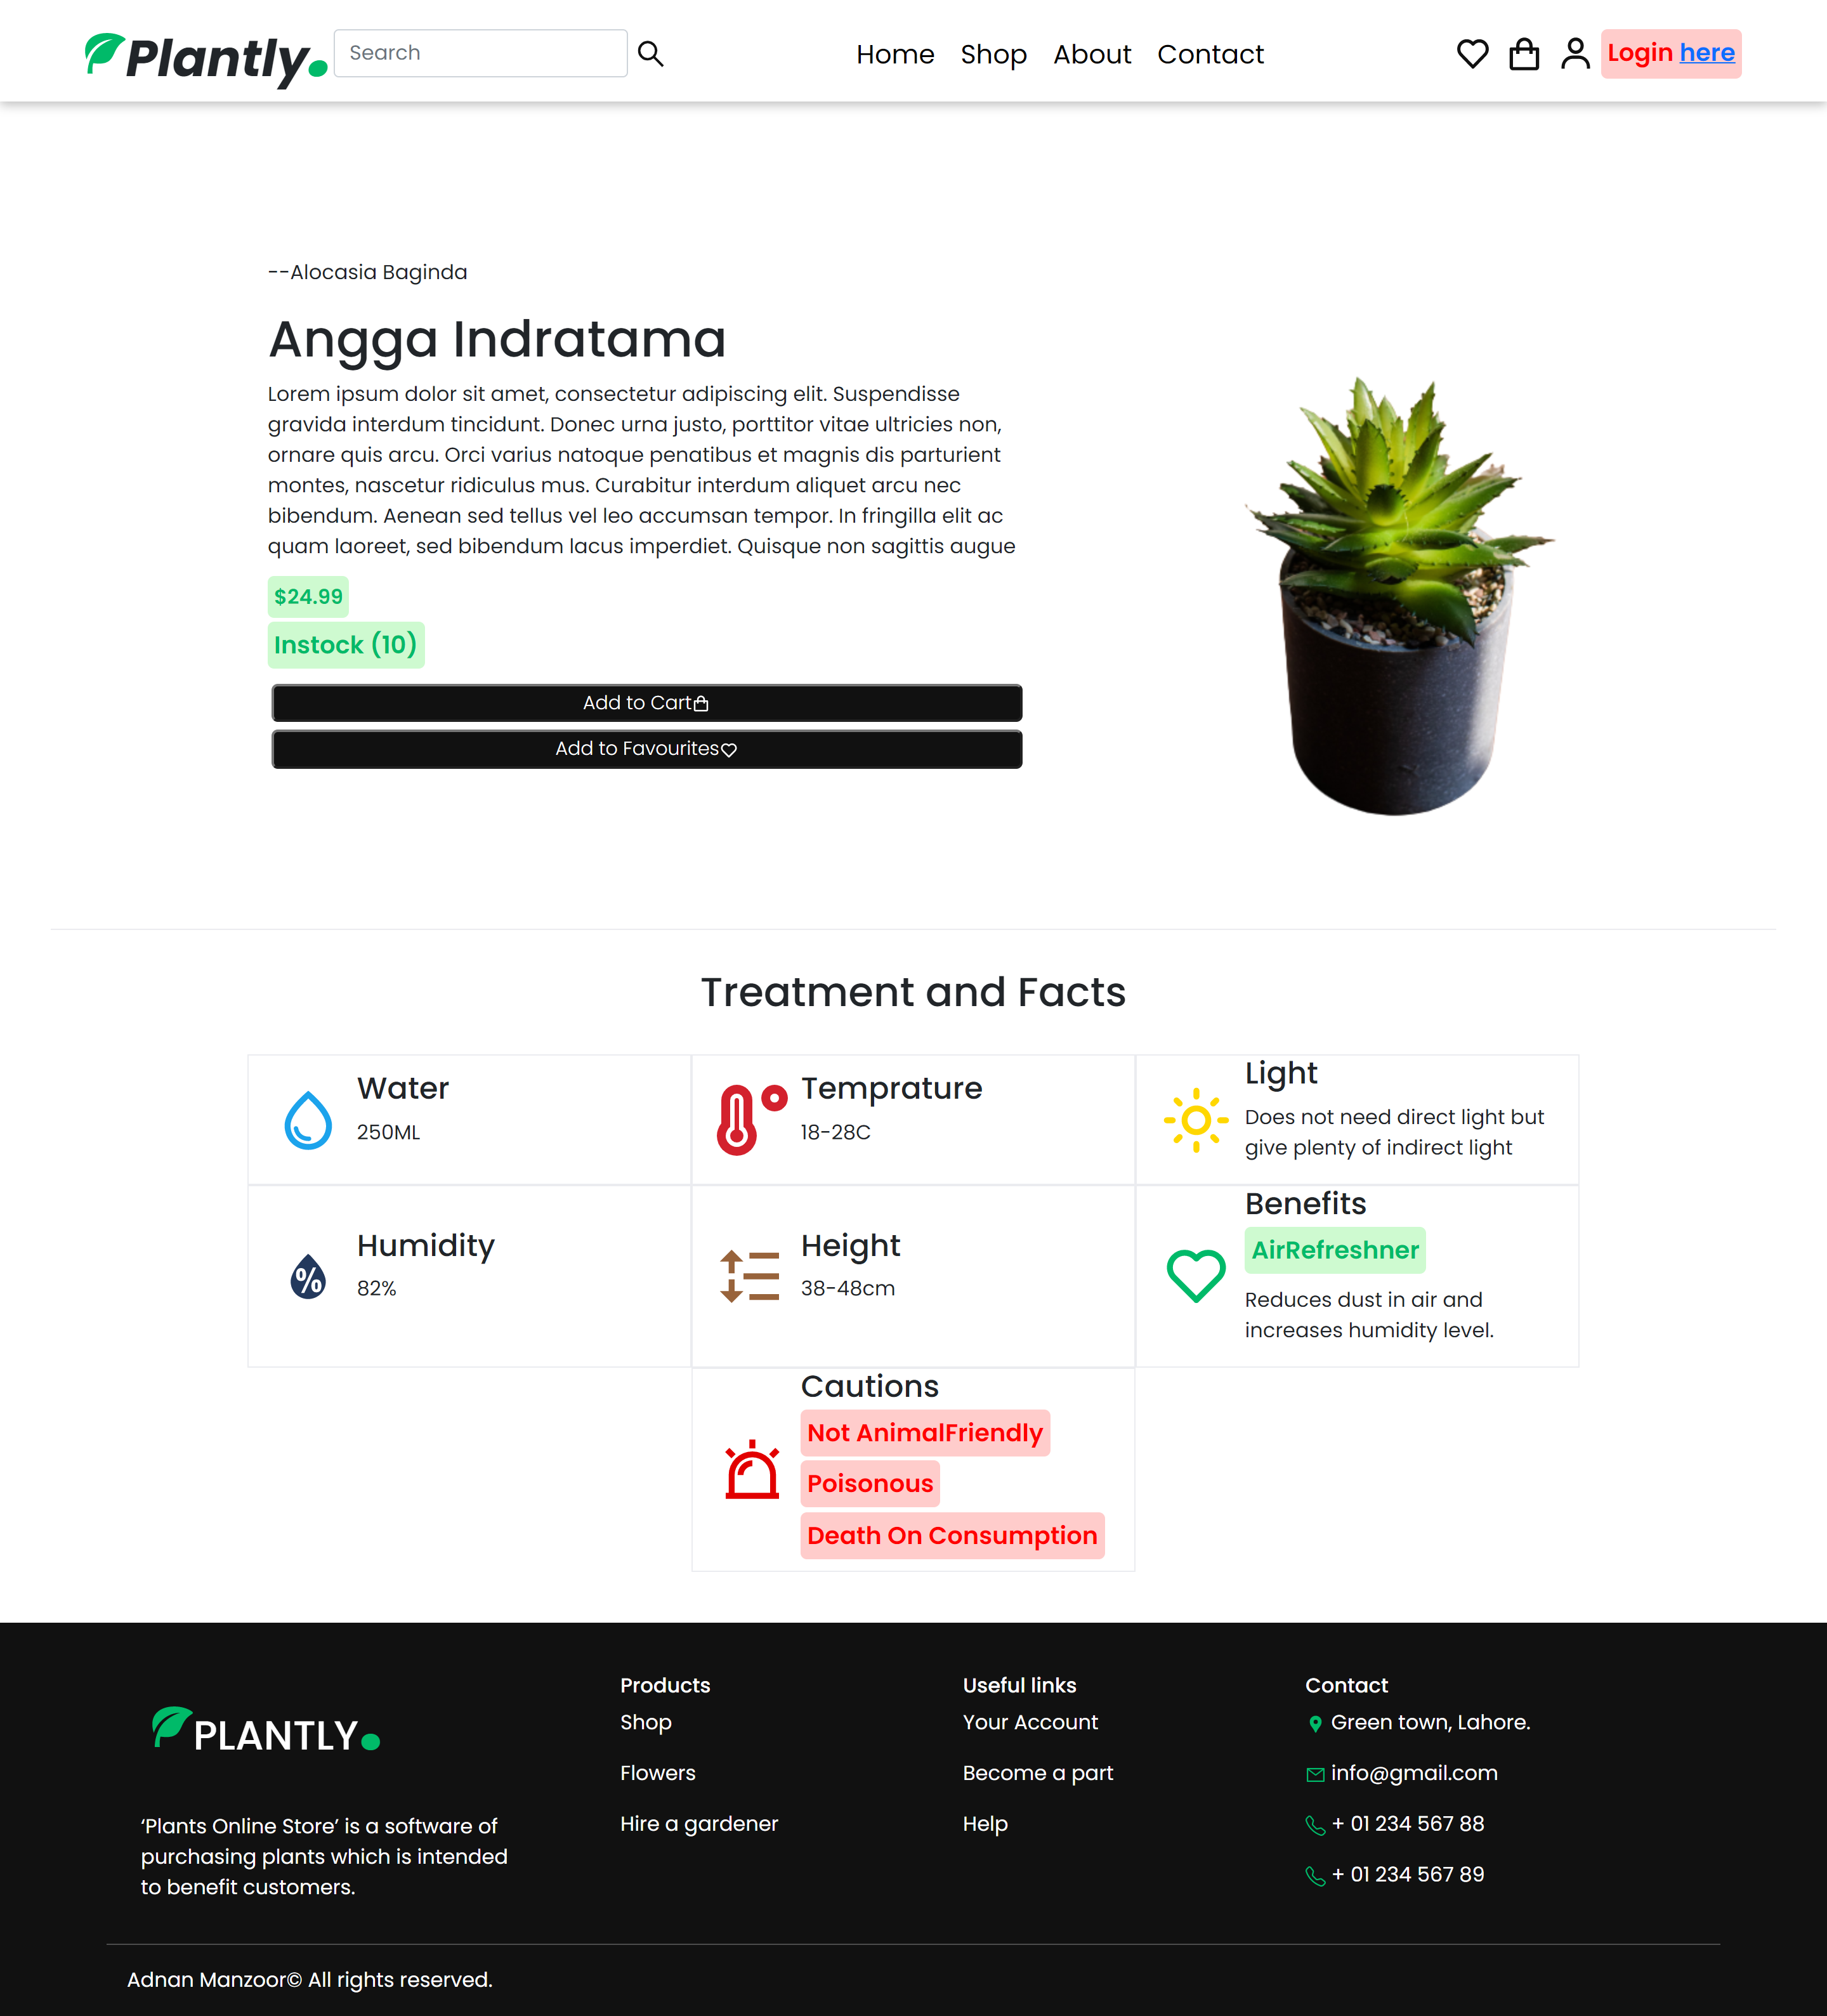 Plantly.
Search
Home Shop About Contact
Login here
--Alocasia Baginda
Angga Indratama
Lorem ipsum dolor sit amet, consectetur adipiscing elit. Suspendisse
gravida interdum tincidunt. Donec urna justo, porttitor vitae ultricies non,
ornare quis arcu. Orci varius natoque penatibus et magnis dis parturient
montes, nascetur ridiculus mus. Curabitur interdum aliquet arcu nec
bibendum. Aenean sed tellus vel leo accumsan tempor. In fringilla elit ac
quam laoreet, sed bibendum lacus imperdiet. Quisque non sagittis augue
$24.99
Instock (10)
Add to Cart
Add to Favourites
Treatment and Facts
Water
250ML
Temprature
18-28C
Light
Does not need direct light but
give plenty of indirect light
%
Humidity
82%
Height
38-48cm
Benefits
AirRefreshner
Reduces dust in air and
increases humidity level.
Cautions
Not AnimalFriendly
Poisonous
Death On Consumption
PLANTLY.
‘Plants Online Store’ is a software of
purchasing plants which is intended
to benefit customers.
Products
Shop
Flowers
Hire a gardener
Useful links
Your Account
Become a part
Help
Contact
Green town, Lahore.
info@gmail.com
+ 01 234 567 88
+ 01 234 567 89
Adnan Manzoor© All rights reserved.